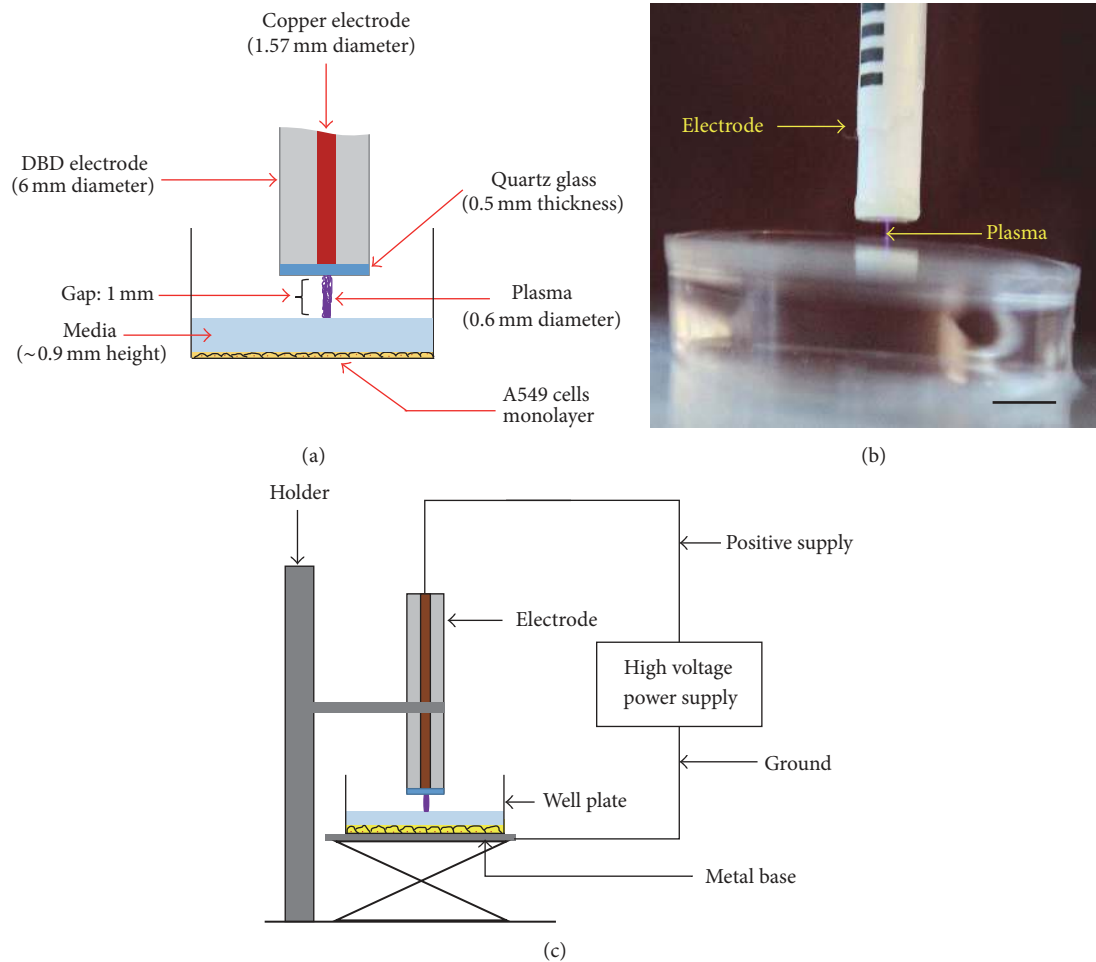 Copper electrode
(1.57 mm diameter)
DBD electrode
(6 mm diameter)
Quartz glass
(0.5 mm thickness)
Gap: 1 mm
Plasma
(0.6 mm diameter)
Media
(~0.9 mm height)
A549 cells
monolayer
(a)
Electrode
Plasma
(b)
Holder
Positive supply
Electrode
High voltage
power supply
Ground
Well plate
Metal base
(c)